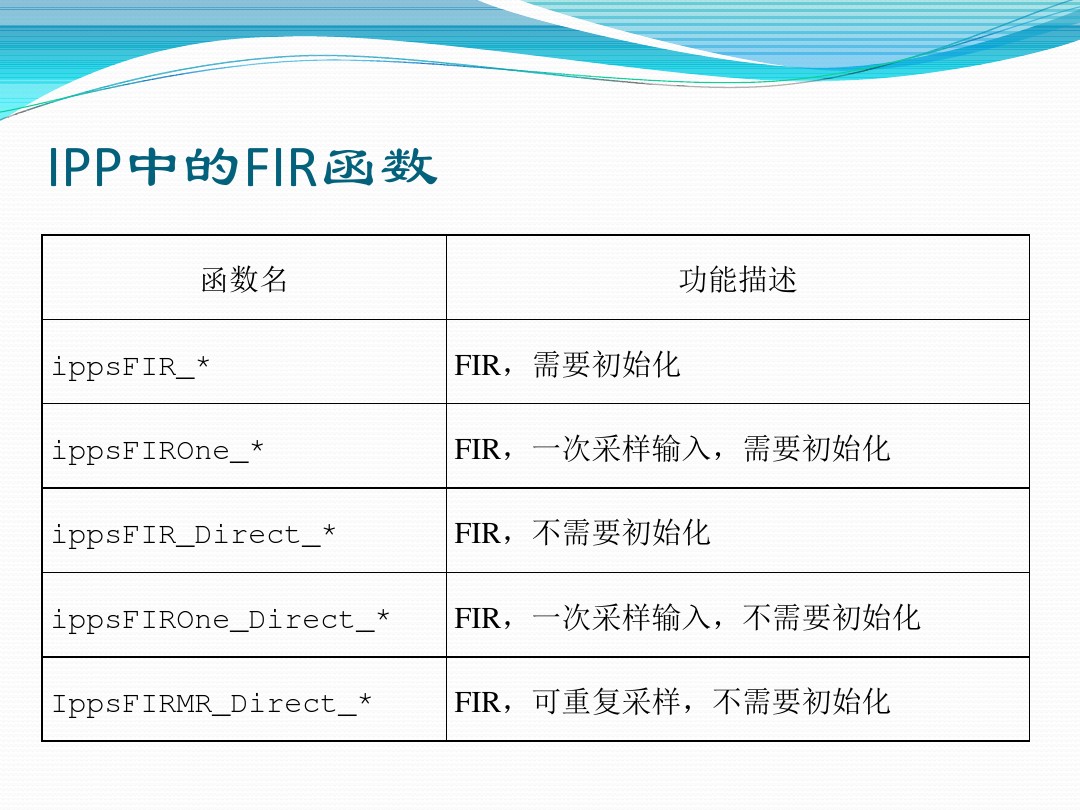 IPP中的FIR函数
函数名 功能描述
ippsFIR_* FIR，需要初始化
ippsFIROne_* FIR，一次采样输入，需要初始化
ippsFIR_Direct_* FIR，不需要初始化
ippsFIROne_Direct_* FIR，一次采样输入，不需要初始化
IppsFIRMR_Direct_* FIR，可重复采样，不需要初始化